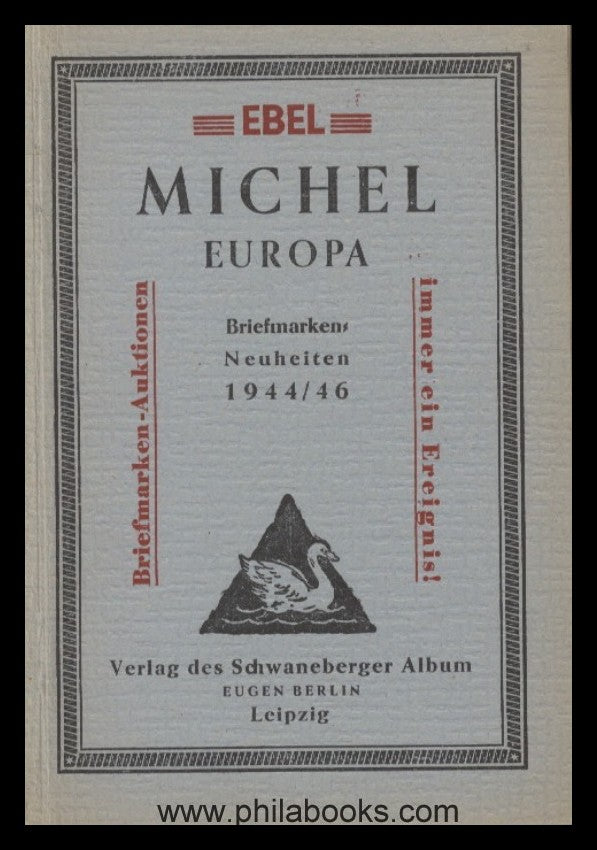 EBEL
MICHEL
EUROPA
Briefmarken-
Neuheiten
1944/46
Briefmarken-Auktionen
immer ein Ereignis!
Verlag des Schwaneberger Album
EUGEN BERLIN
Leipzig
www.philabooks.com